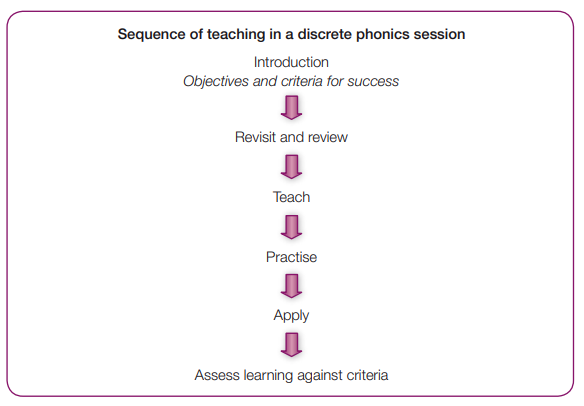 Sequence of teaching in a discrete phonics session
Introduction
Objectives and criteria for success
Revisit and review
Teach
Practise
Apply
Assess learning against criteria